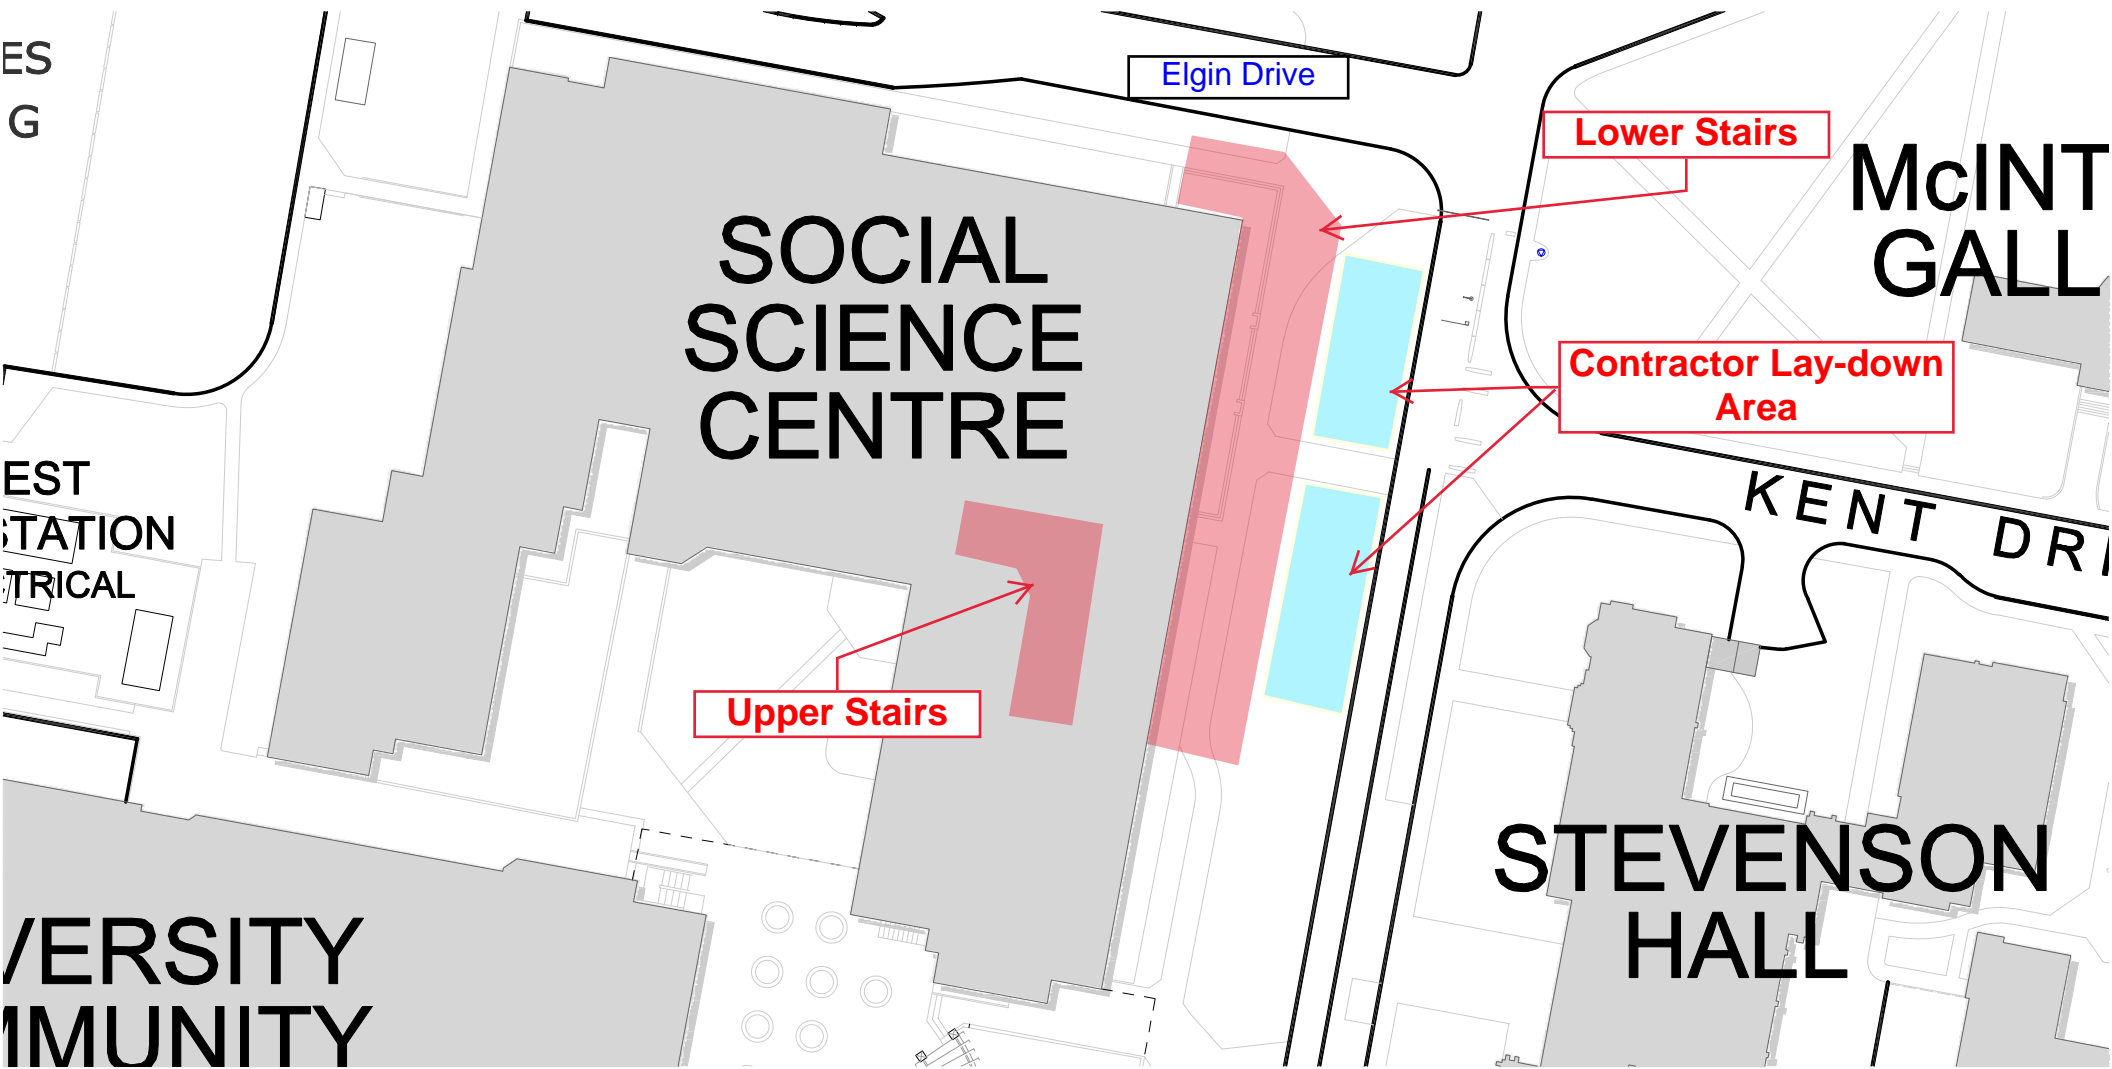 ES
G
Elgin Drive
Lower Stairs
McINT
GALL
SOCIAL
SCIENCE
CENTRE
Contractor Lay-down
Area
EST
STATION
TRICAL
KENT DRI
Upper Stairs
STEVENSON
HALL
VERSITY
MMUNITY